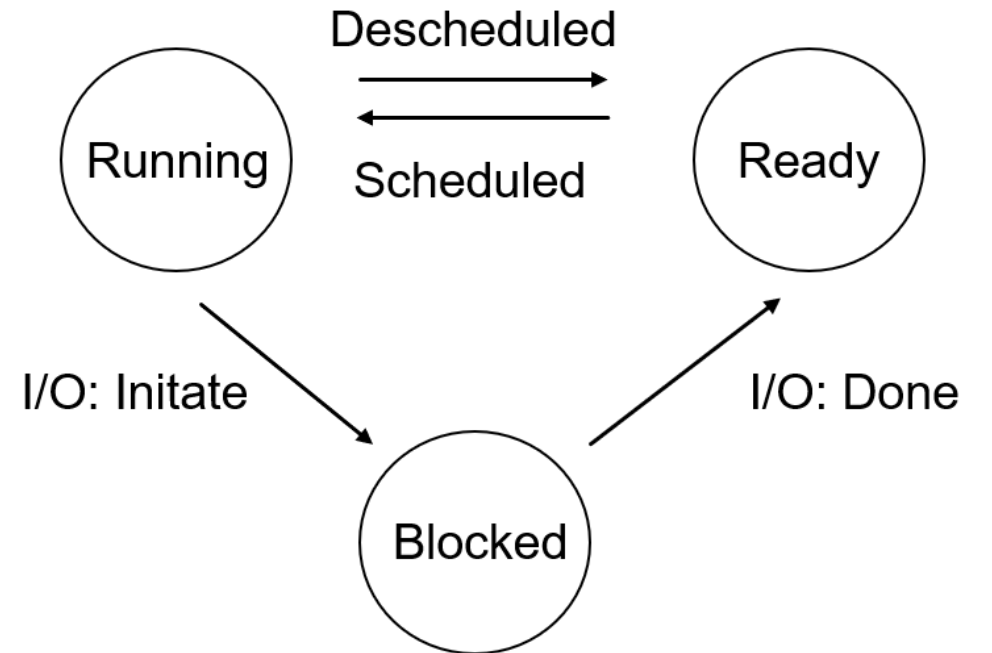 Descheduled
Running
Ready
Scheduled
I/O: Initate
I/O: Done
Blocked